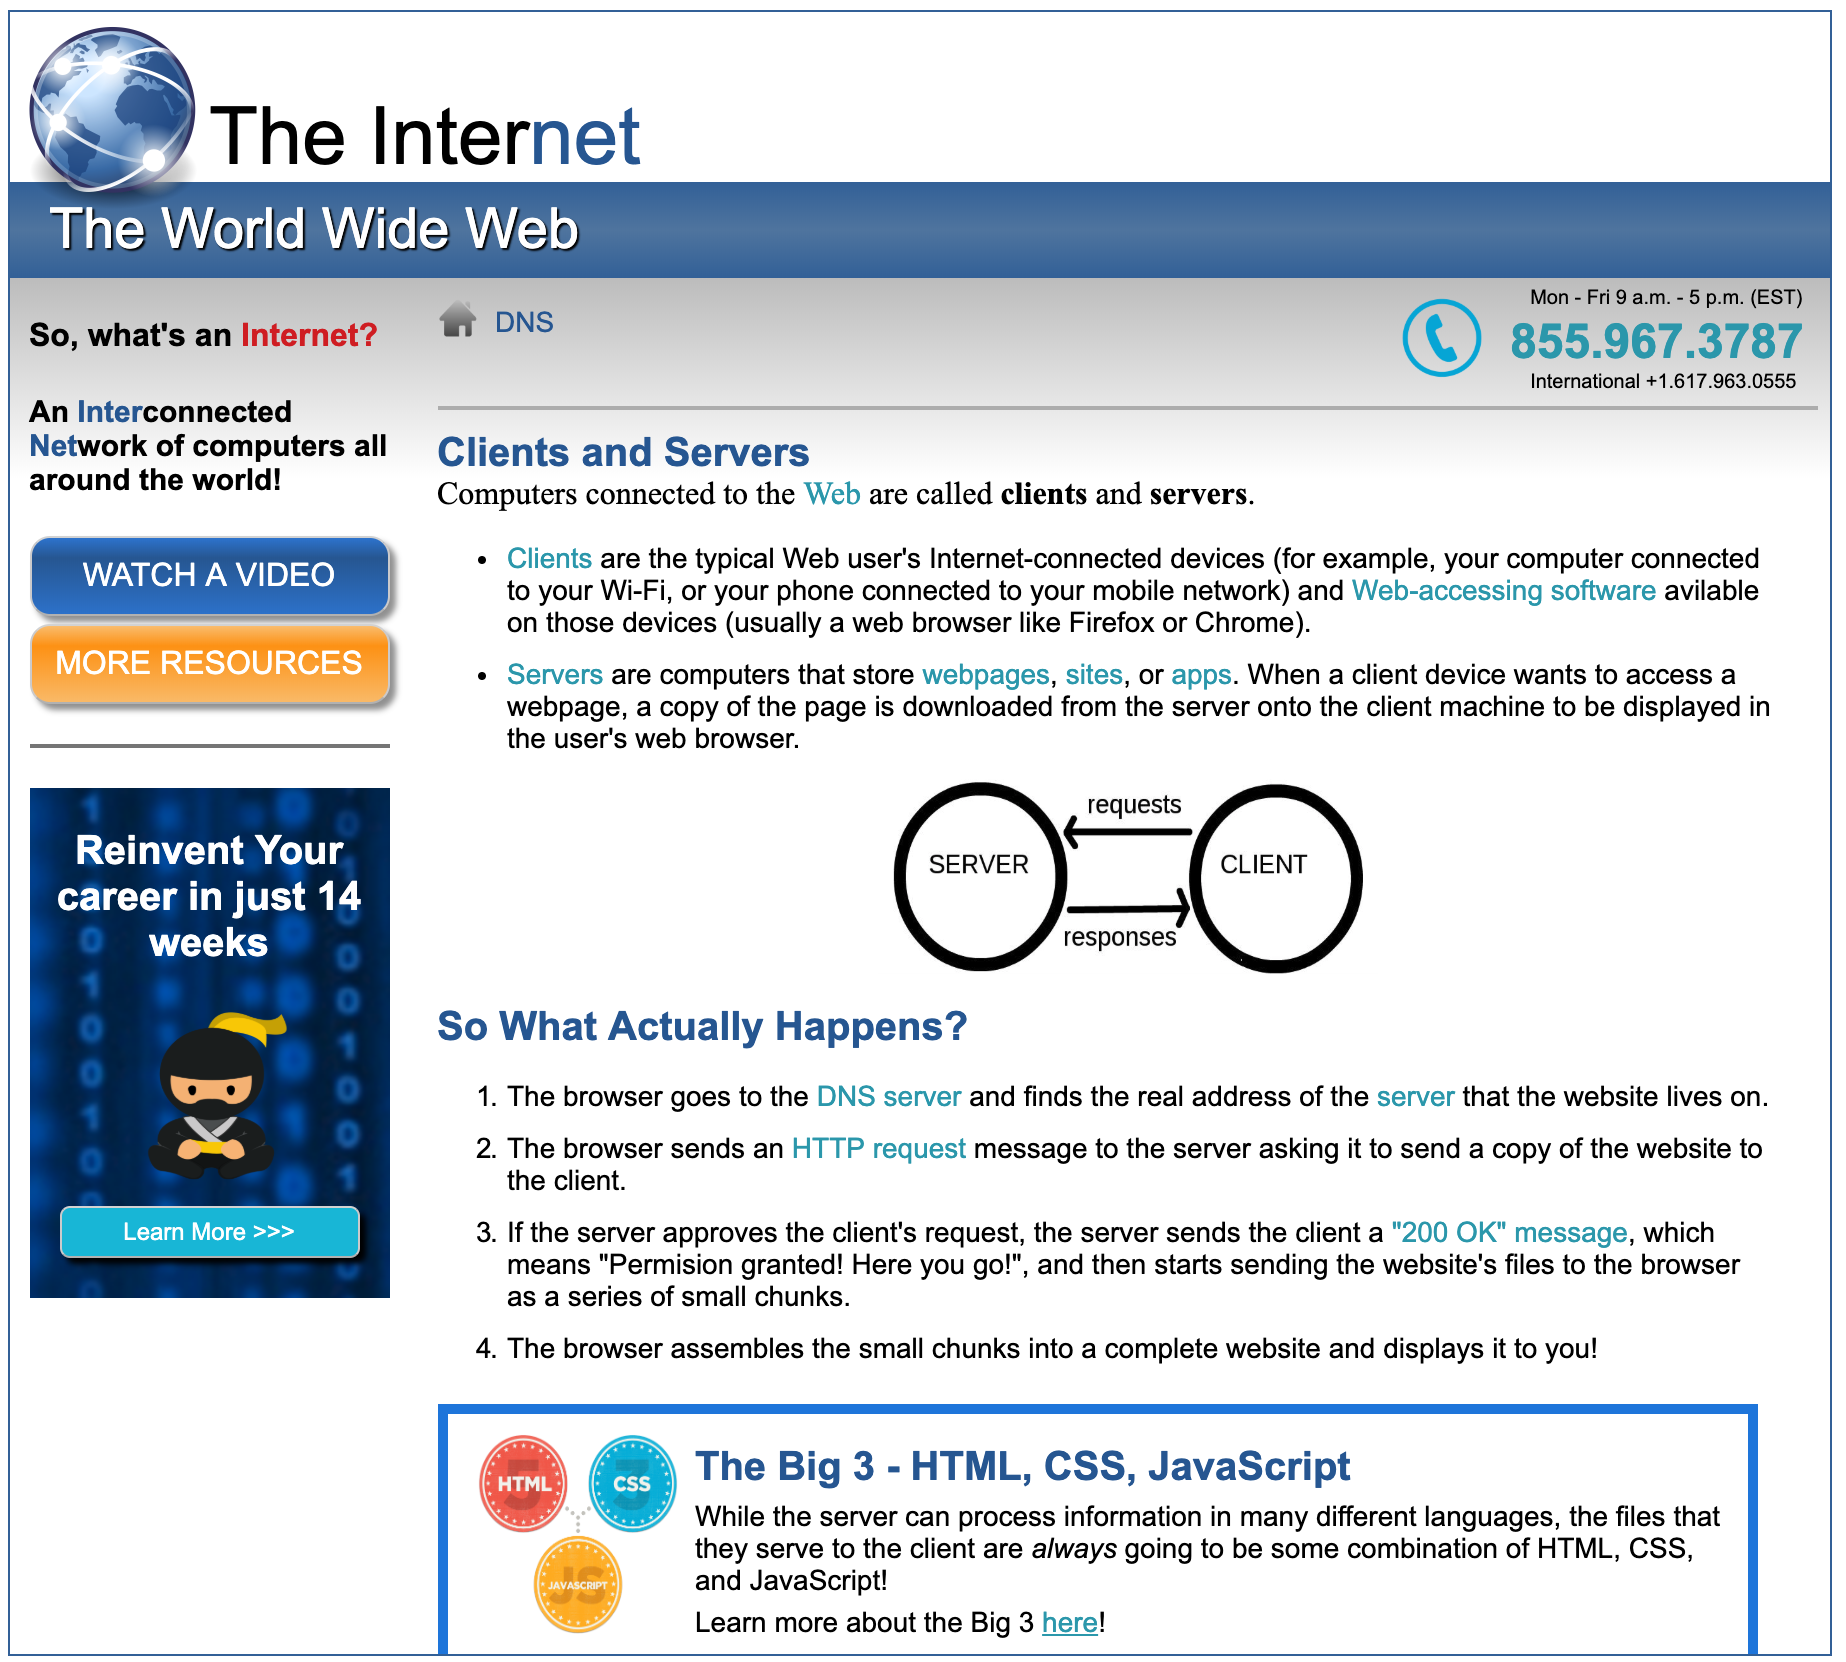 The Internet
The World Wide Web
So, what's an Internet?
An Interconnected
Network of computers all
around the world!
WATCH A VIDEO
MORE RESOURCES
Reinvent Your
career in just 14
weeks
Learn More >>>
DNS
Mon - Fri 9 a.m. - 5 p.m. (EST)
855.967.3787
International +1.617.963.0555
Clients and Servers
Computers connected to the Web are called clients and servers.
• Clients are the typical Web user's Internet-connected devices (for example, your computer connected
to your Wi-Fi, or your phone connected to your mobile network) and Web-accessing software avilable
on those devices (usually a web browser like Firefox or Chrome).
• Servers are computers that store webpages, sites, or apps. When a client device wants to access a
webpage, a copy of the page is downloaded from the server onto the client machine to be displayed in
the user's web browser.
requests
SERVER
CLIENT
responses
So What Actually Happens?
1. The browser goes to the DNS server and finds the real address of the server that the website lives on.
2. The browser sends an HTTP request message to the server asking it to send a copy of the website to
the client.
3. If the server approves the client's request, the server sends the client a "200 OK" message, which
means "Permision granted! Here you go!", and then starts sending the website's files to the browser
as a series of small chunks.
4. The browser assembles the small chunks into a complete website and displays it to you!
HTML
5
CSS
3
JAVASCRIPT
JS
The Big 3 - HTML, CSS, JavaScript
While the server can process information in many different languages, the files that
they serve to the client are always going to be some combination of HTML, CSS,
and JavaScript!
Learn more about the Big 3 here!